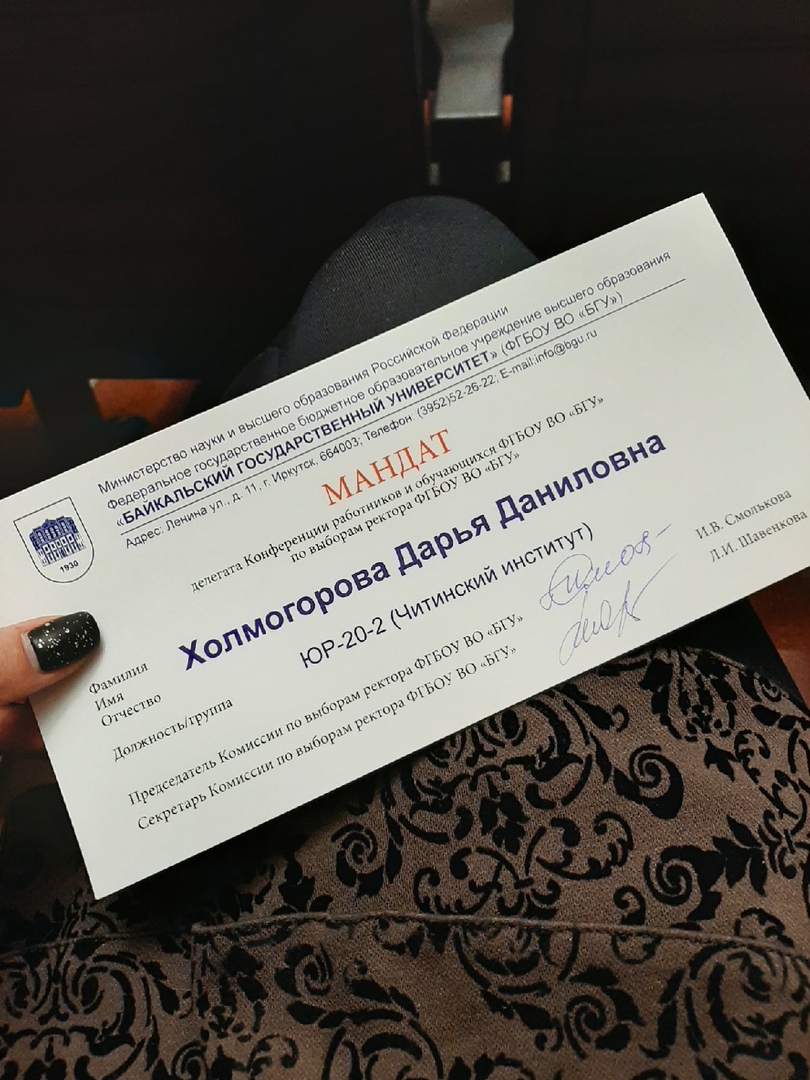 Министерство науки и высшего образования Российской Федерации
Федеральное государственное бюджетное образовательное учреждение высшего образования
«БАЙКАЛЬСКИЙ ГОСУДАРСТВЕННЫЙ УНИВЕРСИТЕТ» (ФГБОУ ВО «БГУ»)
Адрес: Ленина ул., д. 11, г. Иркутск, 664003; Телефон: (3952)52-26-22; E-mail:info@bgu.ru
1930
МАНДАТ
делегата Конференции работников и обучающихся ФГБОУ ВО «БГУ»
по выборам ректора ФГБОУ ВО «БГУ»
Фамилия
Имя
Отчество
Холмогорова Дарья Даниловна
Должность/группа
ЮР-20-2 (Читинский институт)
Председатель Комиссии по выборам ректора ФГБОУ ВО «БГУ» И.В. Смолькова
Секретарь Комиссии по выборам ректора ФГБОУ ВО «БГУ» Л.И. Шавенкова